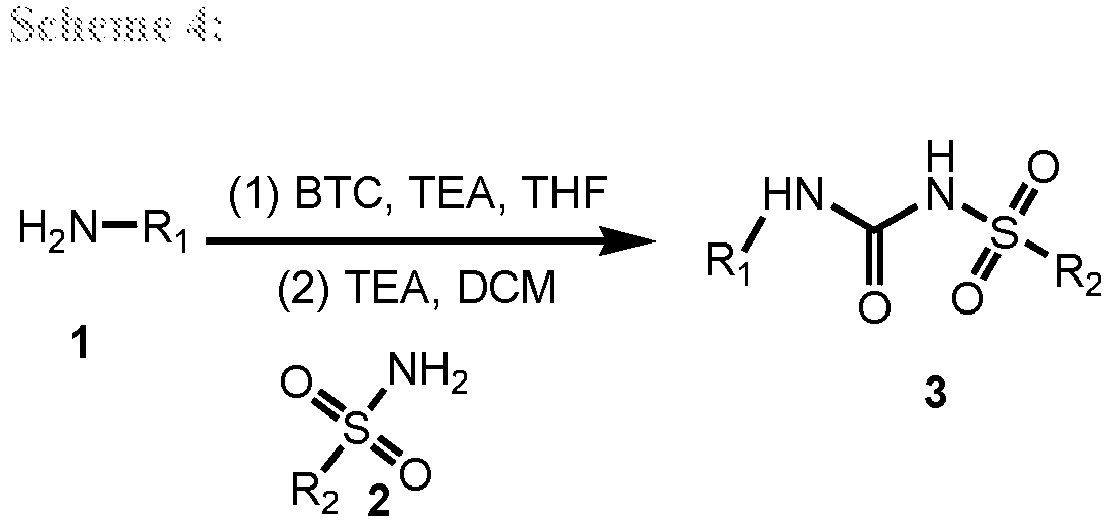 Scheme 4:
H₂N R₁
1
(1) BTC, TEA, THF
(2) TEA, DCM
O NH₂
S
R₂ O
2
H
HN N O
S
R₁ O O R₂
3